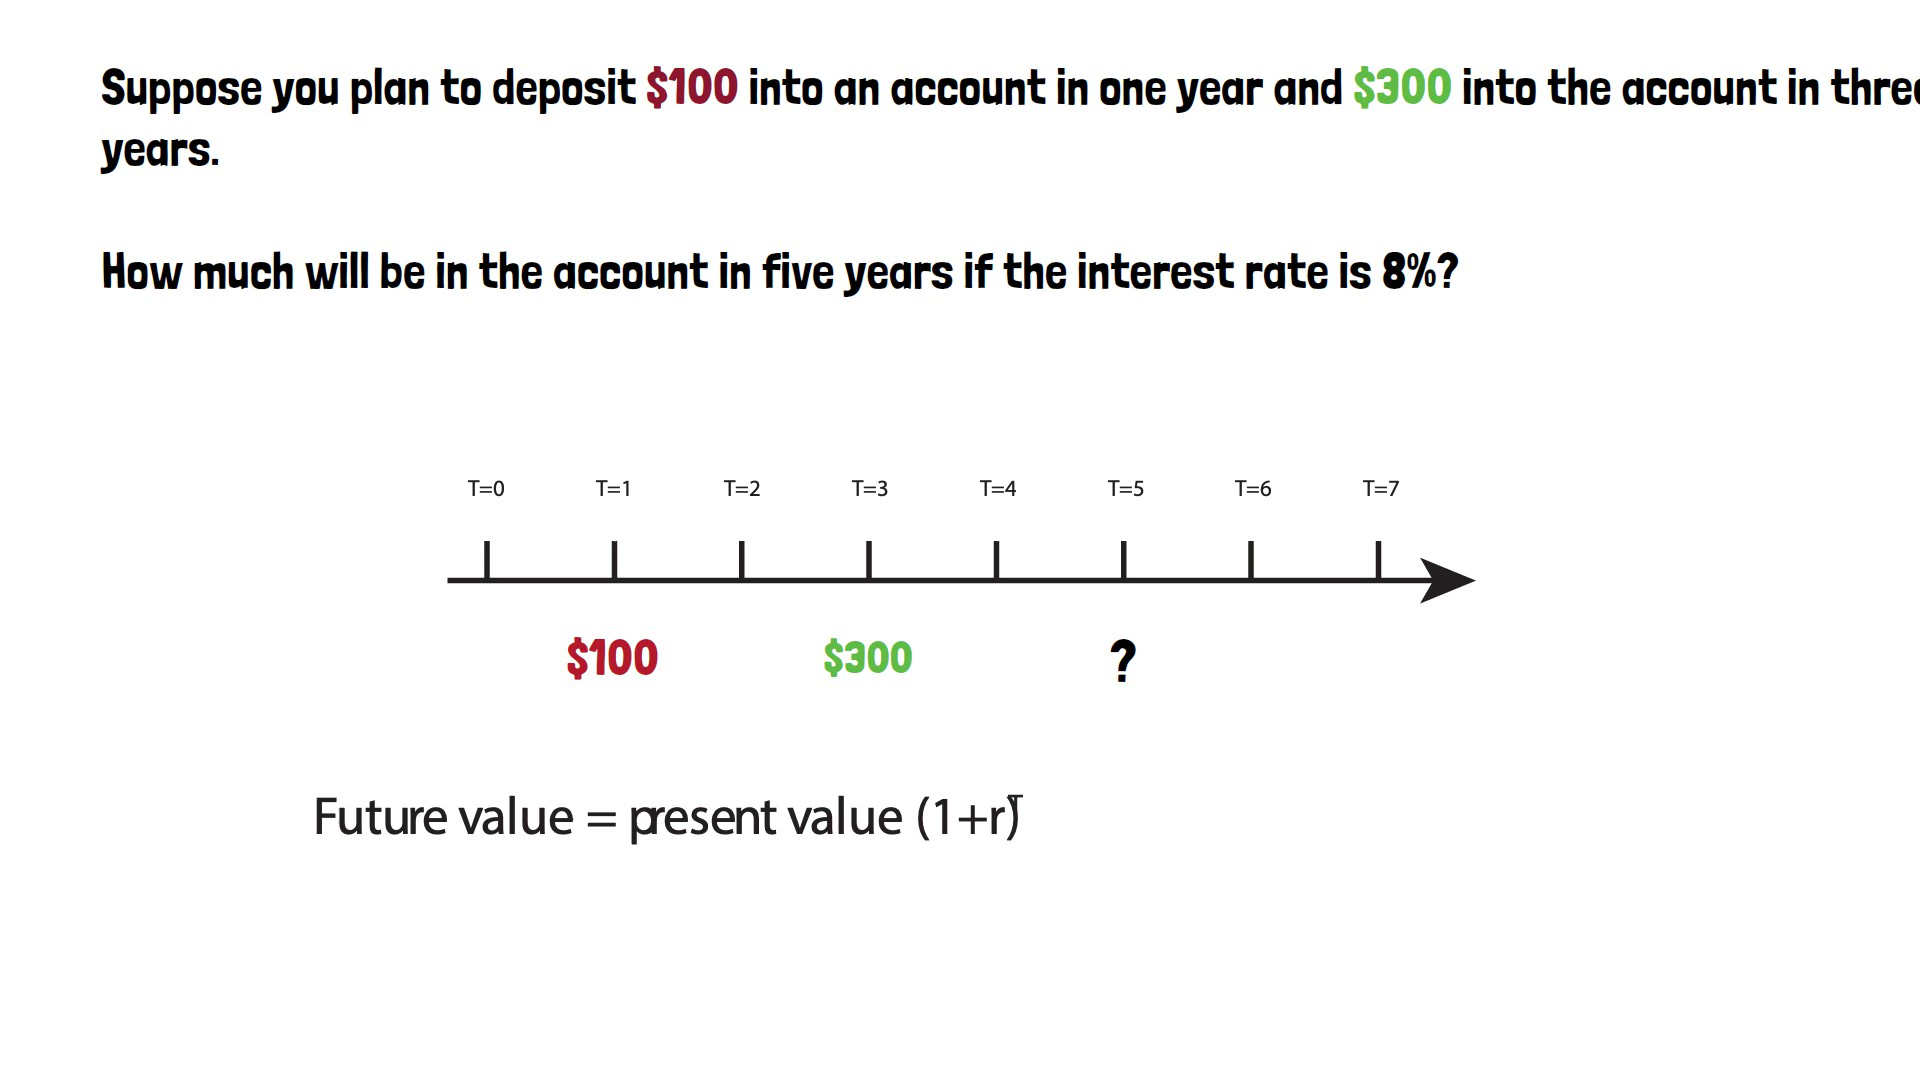 Suppose you plan to deposit $100 into an account in one year and $300 into the account in three
years.
How much will be in the account in five years if the interest rate is 8%?
T=0 T=1 T=2 T=3 T=4 T=5 T=6 T=7
$100 $300 ?
Future value = present value (1+r)ᵀ